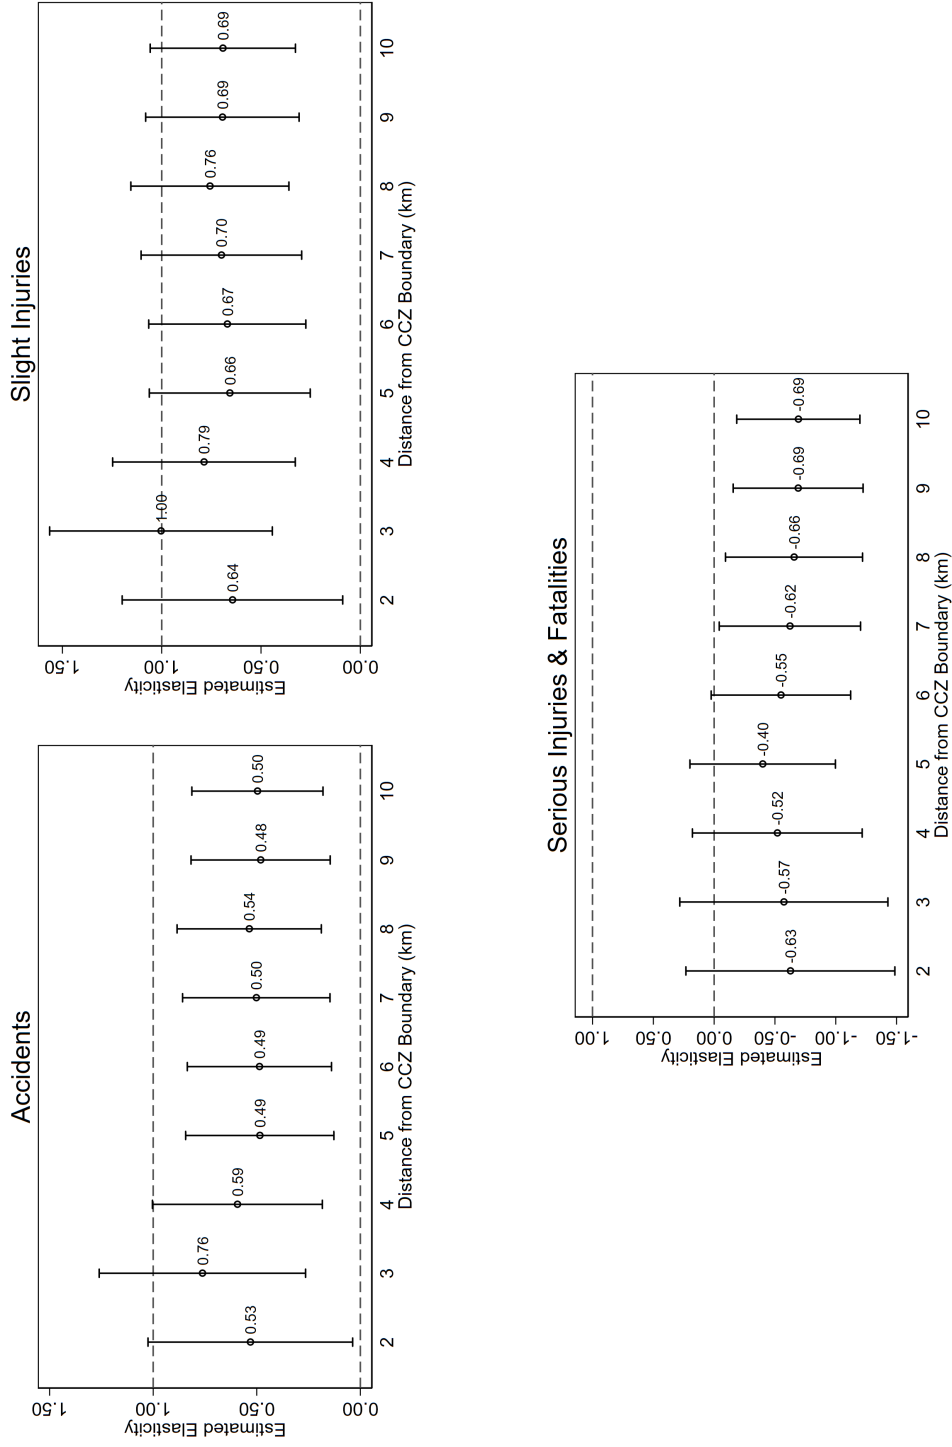 Accidents
Estimated Elasticity
0.00 0.50 1.00 1.50
0.53
0.76
0.59
0.49
0.49
0.50
0.54
0.48
0.50
2 3 4 5 6 7 8 9 10
Distance from CCZ Boundary (km)
Slight Injuries
Estimated Elasticity
0.00 0.50 1.00 1.50
0.64
1.00
0.79
0.66
0.67
0.70
0.76
0.69
0.69
2 3 4 5 6 7 8 9 10
Distance from CCZ Boundary (km)
Serious Injuries & Fatalities
Estimated Elasticity
-1.50 -1.00 -0.50 0.00 0.50 1.00
-0.63
-0.57
-0.52
-0.40
-0.55
-0.62
-0.66
-0.69
-0.69
2 3 4 5 6 7 8 9 10
Distance from CCZ Boundary (km)